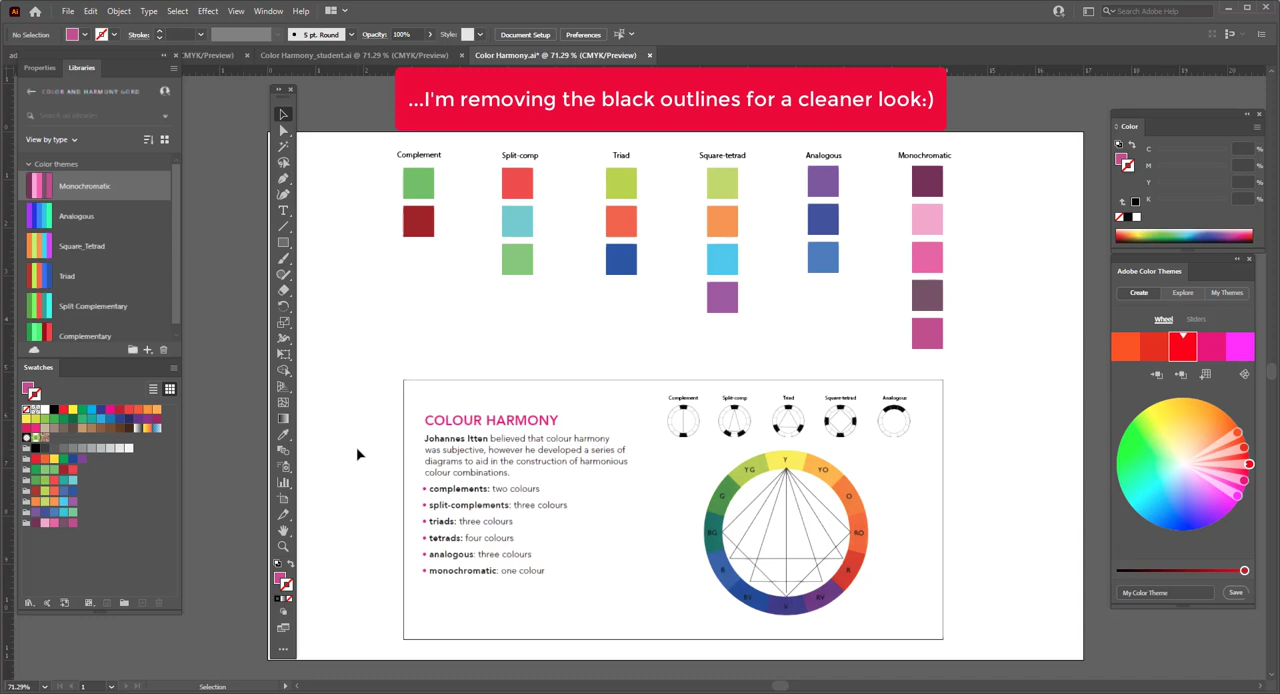 Ai
File Edit Object Type Select Effect View Window Help
Search Adobe Help
No Selection
Stroke:
5 pt. Round
Opacity: 100%
Style:
Document Setup
Preferences
CMYK/Preview)
Color Harmony_student.ai @ 71.29 % (CMYK/Preview)
Color Harmony.ai* @ 71.29 % (CMYK/Preview)
Properties
Libraries
View by type
Color themes
Monochromatic
Analogous
Square_Tetrad
Triad
Split Complementary
Complementary
Swatches
...I'm removing the black outlines for a cleaner look:)
Complement
Split-comp
Triad
Square-tetrad
Analogous
Monochromatic
COLOUR HARMONY
Johannes Itten believed that colour harmony
was subjective, however he developed a series of
diagrams to aid in the construction of harmonious
colour combinations.
• complements: two colours
• split-complements: three colours
• triads: three colours
• tetrads: four colours
• analogous: three colours
• monochromatic: one colour
Complement
Split-comp
Triad
Square-tetrad
Analogous
Y
YG
YO
G
O
BG
RO
B
R
BV
RV
V
Color
C %
M %
Y %
K %
Adobe Color Themes
Create
Explore
My Themes
Wheel
Sliders
My Color Theme
Save
71.29%
1
Selection